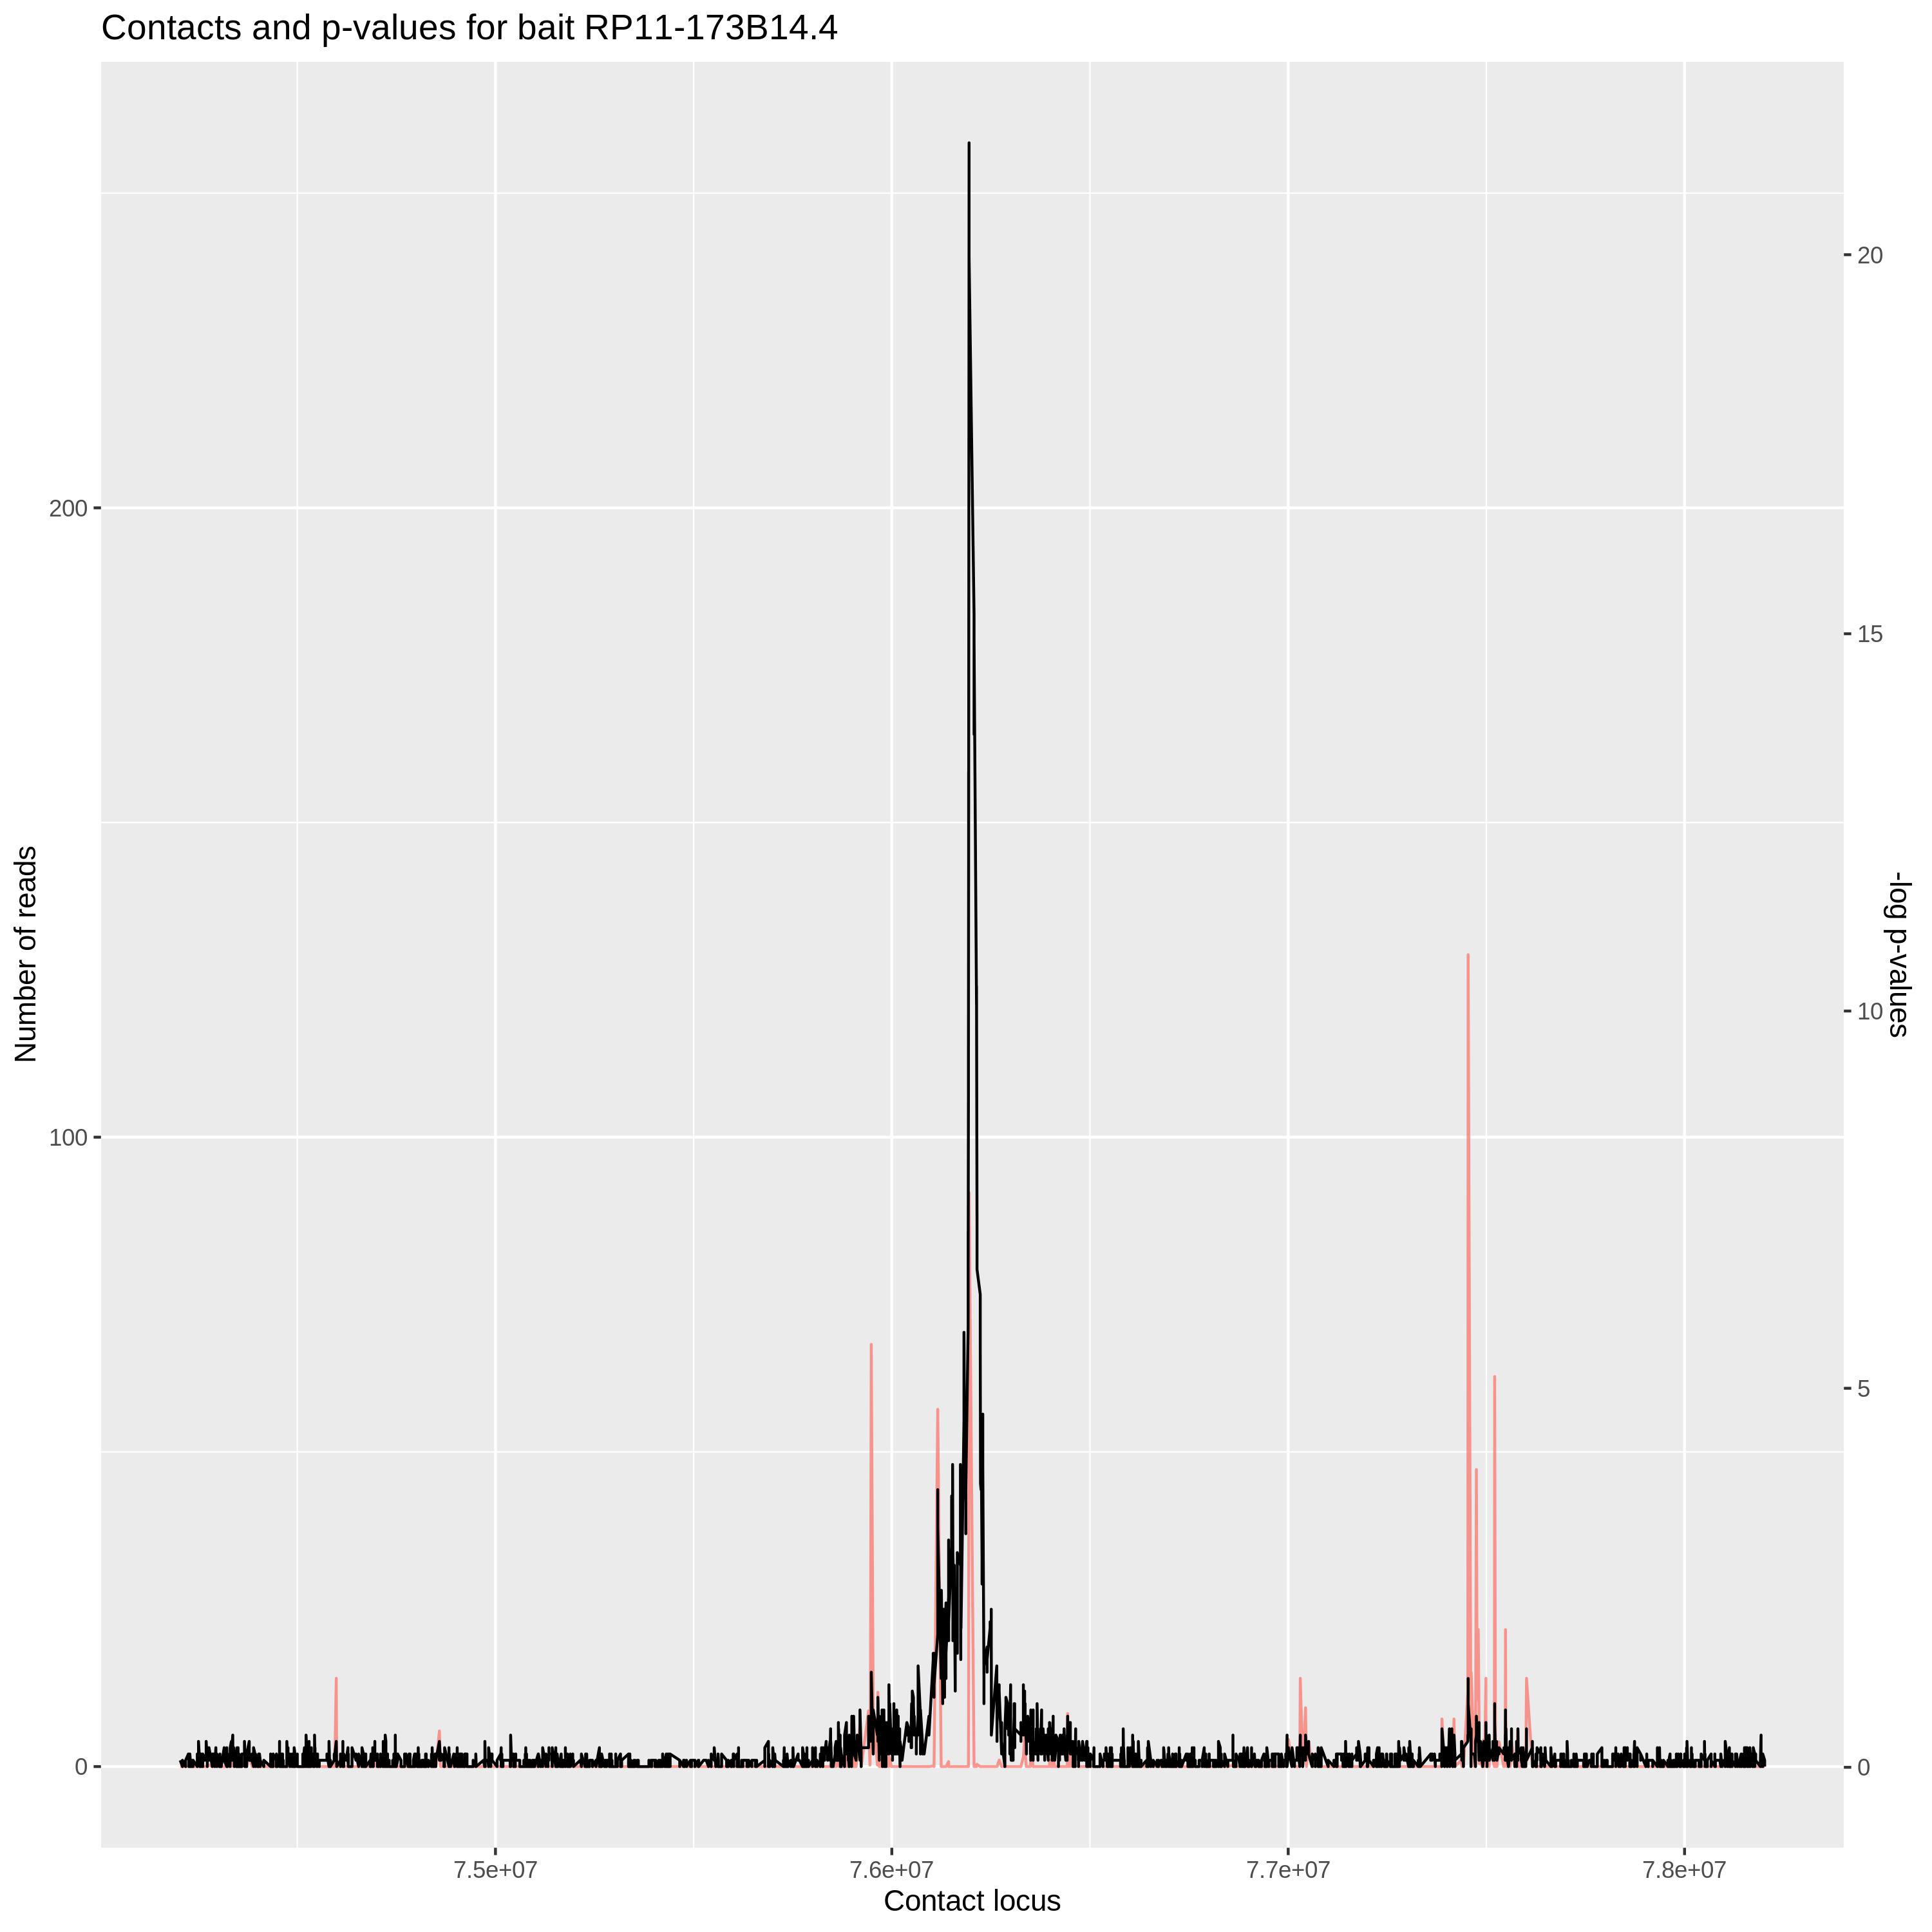 Contacts and p-values for bait RP11-173B14.4
Number of reads
200
100
0
20
15
10
5
0
-log p-values
7.5e+07
7.6e+07
7.7e+07
7.8e+07
Contact locus